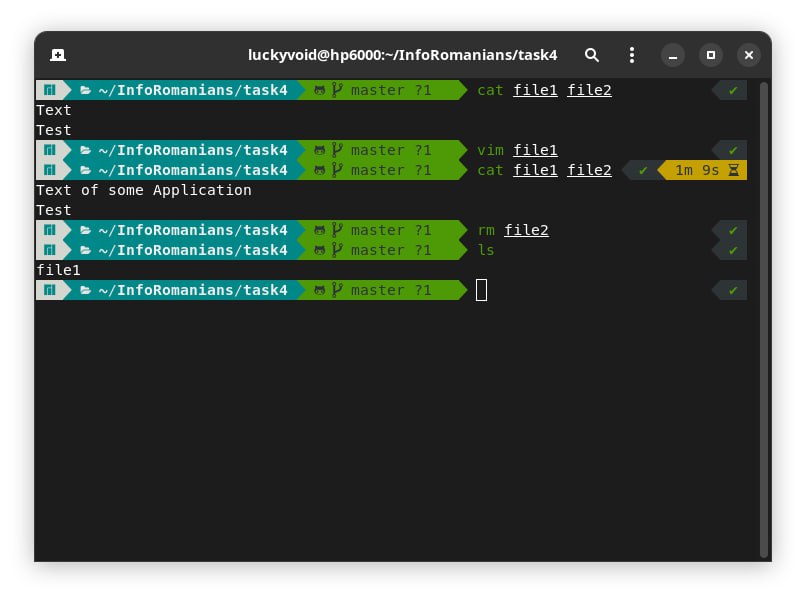 luckyvoid@hp6000:~/InfoRomanians/task4
~/InfoRomanians/task4 master ?1 cat file1 file2 ✔
Text
Test
~/InfoRomanians/task4 master ?1 vim file1 ✔
~/InfoRomanians/task4 master ?1 cat file1 file2 ✔ 1m 9s
Text of some Application
Test
~/InfoRomanians/task4 master ?1 rm file2 ✔
~/InfoRomanians/task4 master ?1 ls ✔
file1
~/InfoRomanians/task4 master ?1 ✔